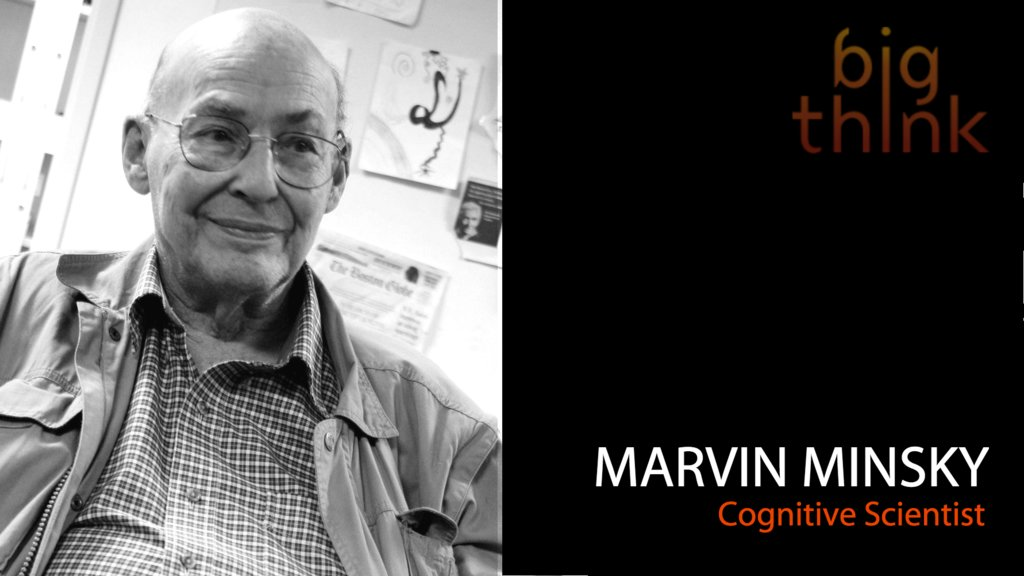 big
think
The Boston Globe
MARVIN MINSKY
Cognitive Scientist